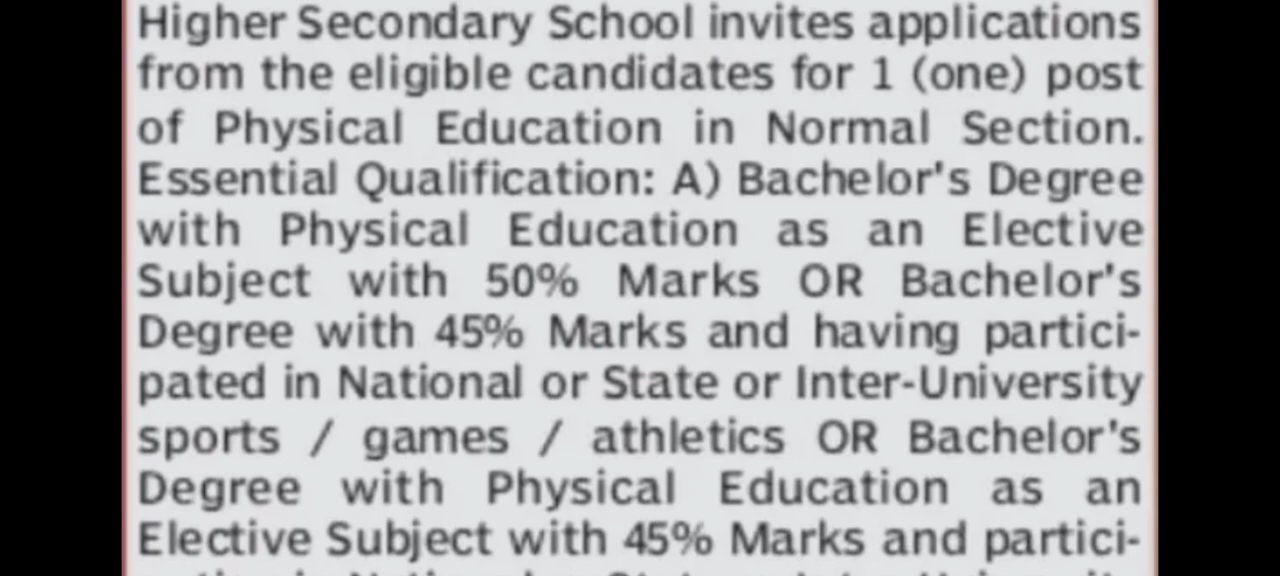 Higher Secondary School invites applications
from the eligible candidates for 1 (one) post
of Physical Education in Normal Section.
Essential Qualification: A) Bachelor's Degree
with Physical Education as an Elective
Subject with 50% Marks OR Bachelor's
Degree with 45% Marks and having partici-
pated in National or State or Inter-University
sports / games / athletics OR Bachelor's
Degree with Physical Education as an
Elective Subject with 45% Marks and partici-